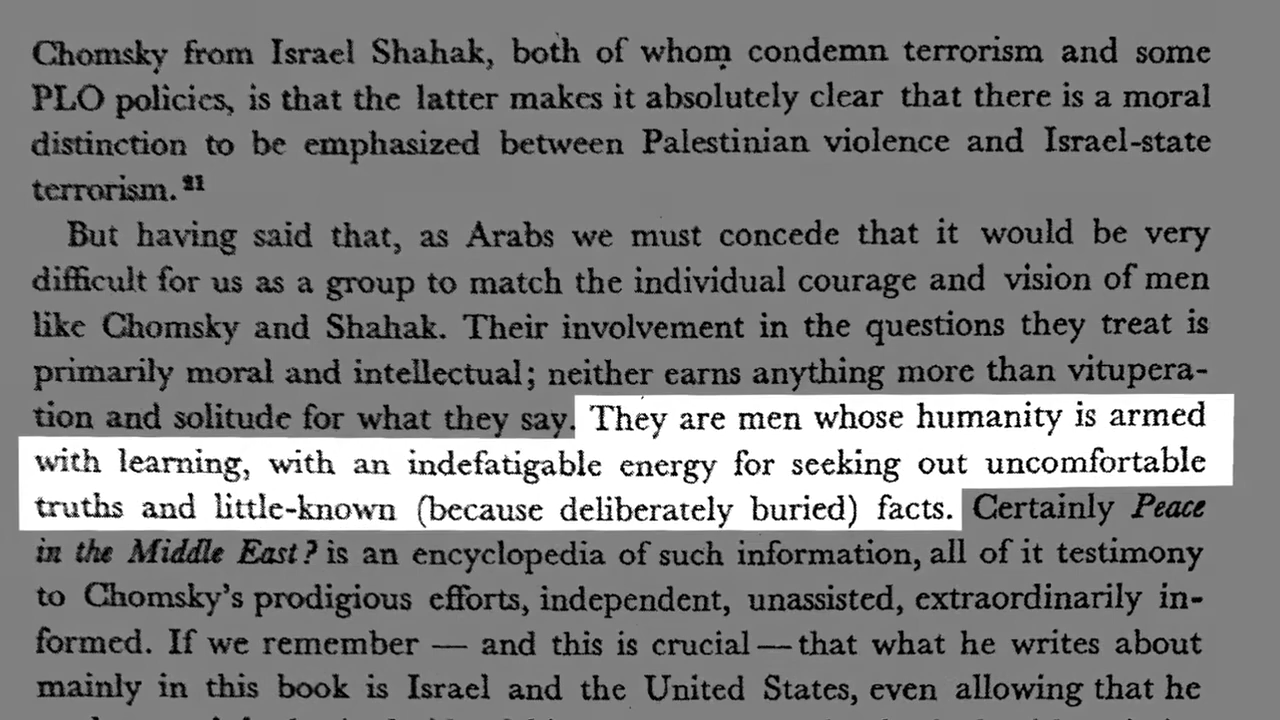 Chomsky from Israel Shahak, both of whom condemn terrorism and some
PLO policies, is that the latter makes it absolutely clear that there is a moral
distinction to be emphasized between Palestinian violence and Israel-state
terrorism.²¹
But having said that, as Arabs we must concede that it would be very
difficult for us as a group to match the individual courage and vision of men
like Chomsky and Shahak. Their involvement in the questions they treat is
primarily moral and intellectual; neither earns anything more than vitupera-
tion and solitude for what they say. They are men whose humanity is armed
with learning, with an indefatigable energy for seeking out uncomfortable
truths and little-known (because deliberately buried) facts. Certainly Peace
in the Middle East? is an encyclopedia of such information, all of it testimony
to Chomsky's prodigious efforts, independent, unassisted, extraordinarily in-
formed. If we remember — and this is crucial — that what he writes about
mainly in this book is Israel and the United States, even allowing that he